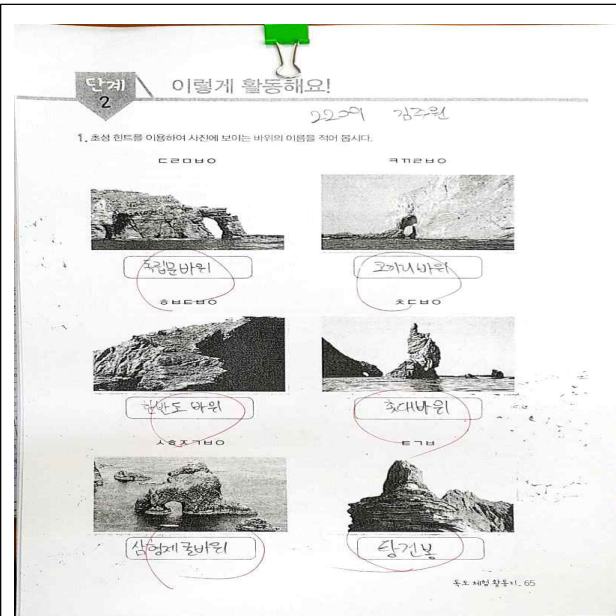 단계
2
이렇게 활동해요!
2209 김주원
1. 초성 힌트를 이용하여 사진에 보이는 바위의 이름을 적어 봅시다.
ㄷㄹㅁㅂㅇ
ㅋㄲㄹㅂㅇ
독립문바위
코끼리바위
ㅎㅂㄷㅂㅇ
ㅊㄷㅂㅇ
한반도 바위
촛대바위
ㅅㅎㅈㄱㅂㅇ
ㅌㄱㅂ
삼형제굴바위
탕건봉
독도 체험 활동지_65